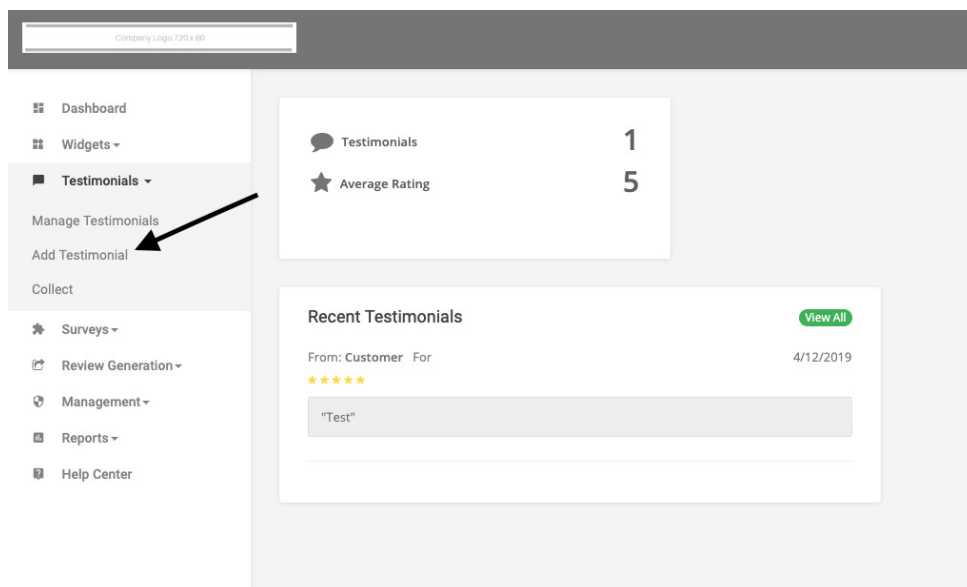 Company Logo 720 x 80
Dashboard
Widgets
Testimonials
Manage Testimonials
Add Testimonial
Collect
Surveys
Review Generation
Management
Reports
Help Center
Testimonials 1
Average Rating 5
Recent Testimonials View All
From: Customer For 4/12/2019
"Test"